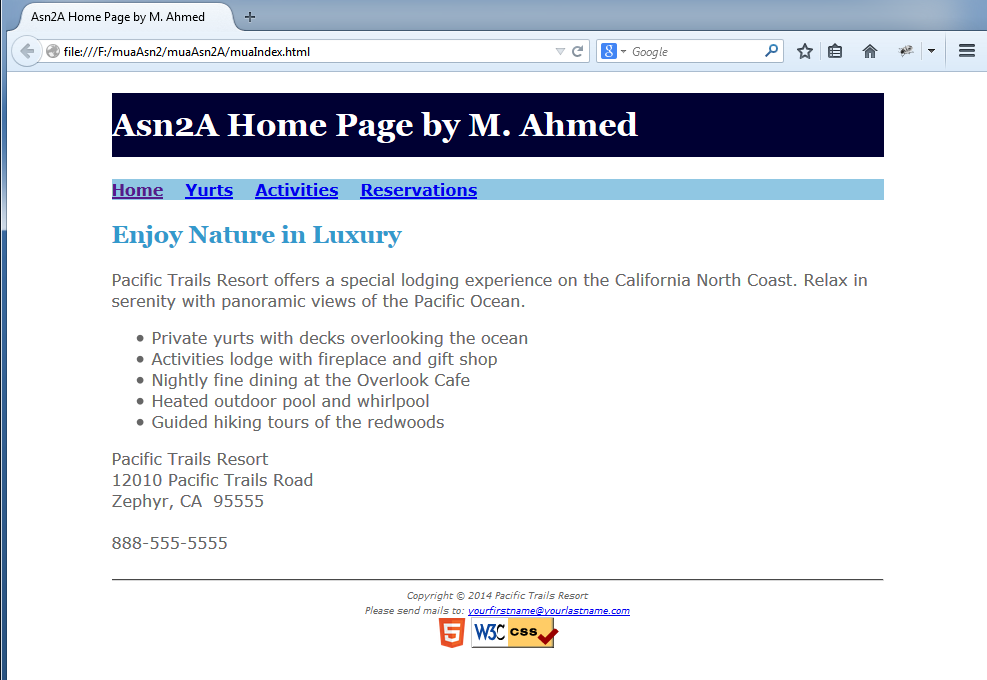 Asn2A Home Page by M. Ahmed
file:///F:/muaAsn2/muaAsn2A/muaIndex.html
8 Google
Asn2A Home Page by M. Ahmed
Home Yurts Activities Reservations
Enjoy Nature in Luxury
Pacific Trails Resort offers a special lodging experience on the California North Coast. Relax in
serenity with panoramic views of the Pacific Ocean.
• Private yurts with decks overlooking the ocean
• Activities lodge with fireplace and gift shop
• Nightly fine dining at the Overlook Cafe
• Heated outdoor pool and whirlpool
• Guided hiking tours of the redwoods
Pacific Trails Resort
12010 Pacific Trails Road
Zephyr, CA  95555
888-555-5555
Copyright © 2014 Pacific Trails Resort
Please send mails to: yourfirstname@yourlastname.com
5 W3C css